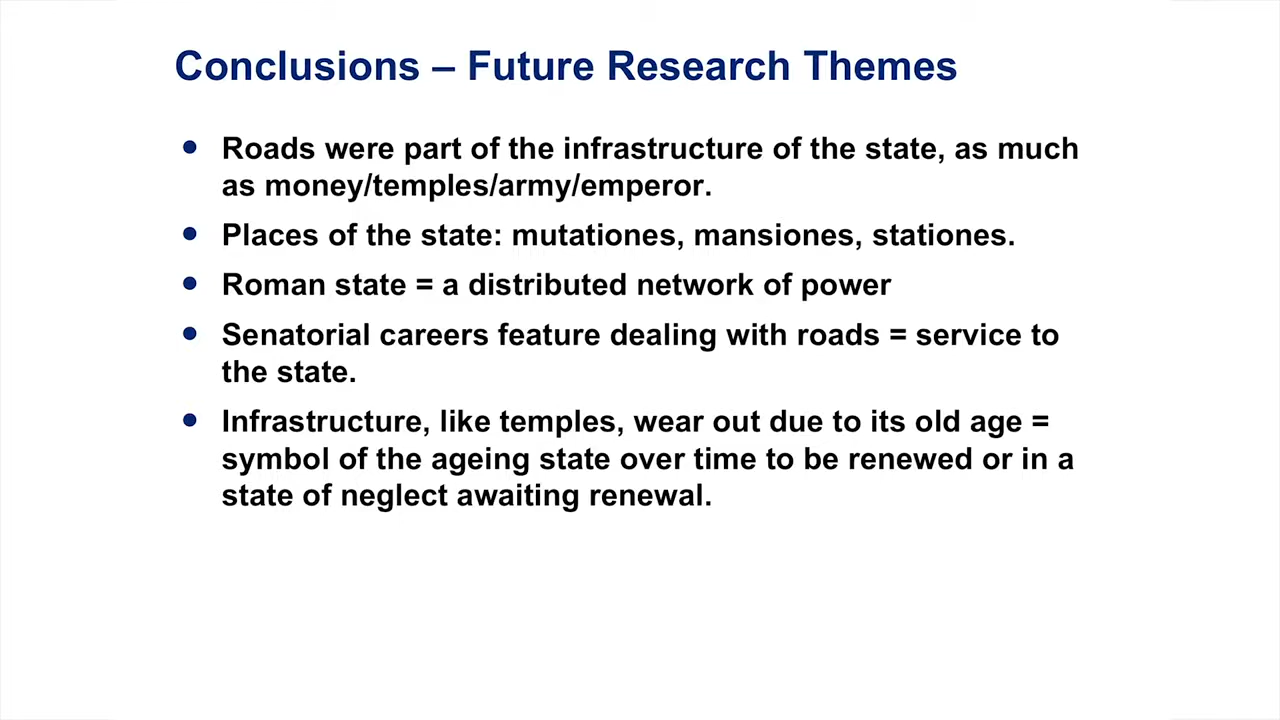 Conclusions – Future Research Themes
• Roads were part of the infrastructure of the state, as much
as money/temples/army/emperor.
• Places of the state: mutationes, mansiones, stationes.
• Roman state = a distributed network of power
• Senatorial careers feature dealing with roads = service to
the state.
• Infrastructure, like temples, wear out due to its old age =
symbol of the ageing state over time to be renewed or in a
state of neglect awaiting renewal.